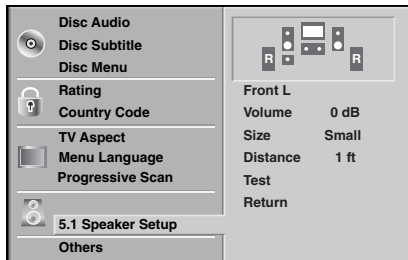 Disc Audio
Disc Subtitle
Disc Menu
Rating
Country Code
TV Aspect
Menu Language
Progressive Scan
5.1 Speaker Setup
Others
R R
Front L
Volume 0 dB
Size Small
Distance 1 ft
Test
Return